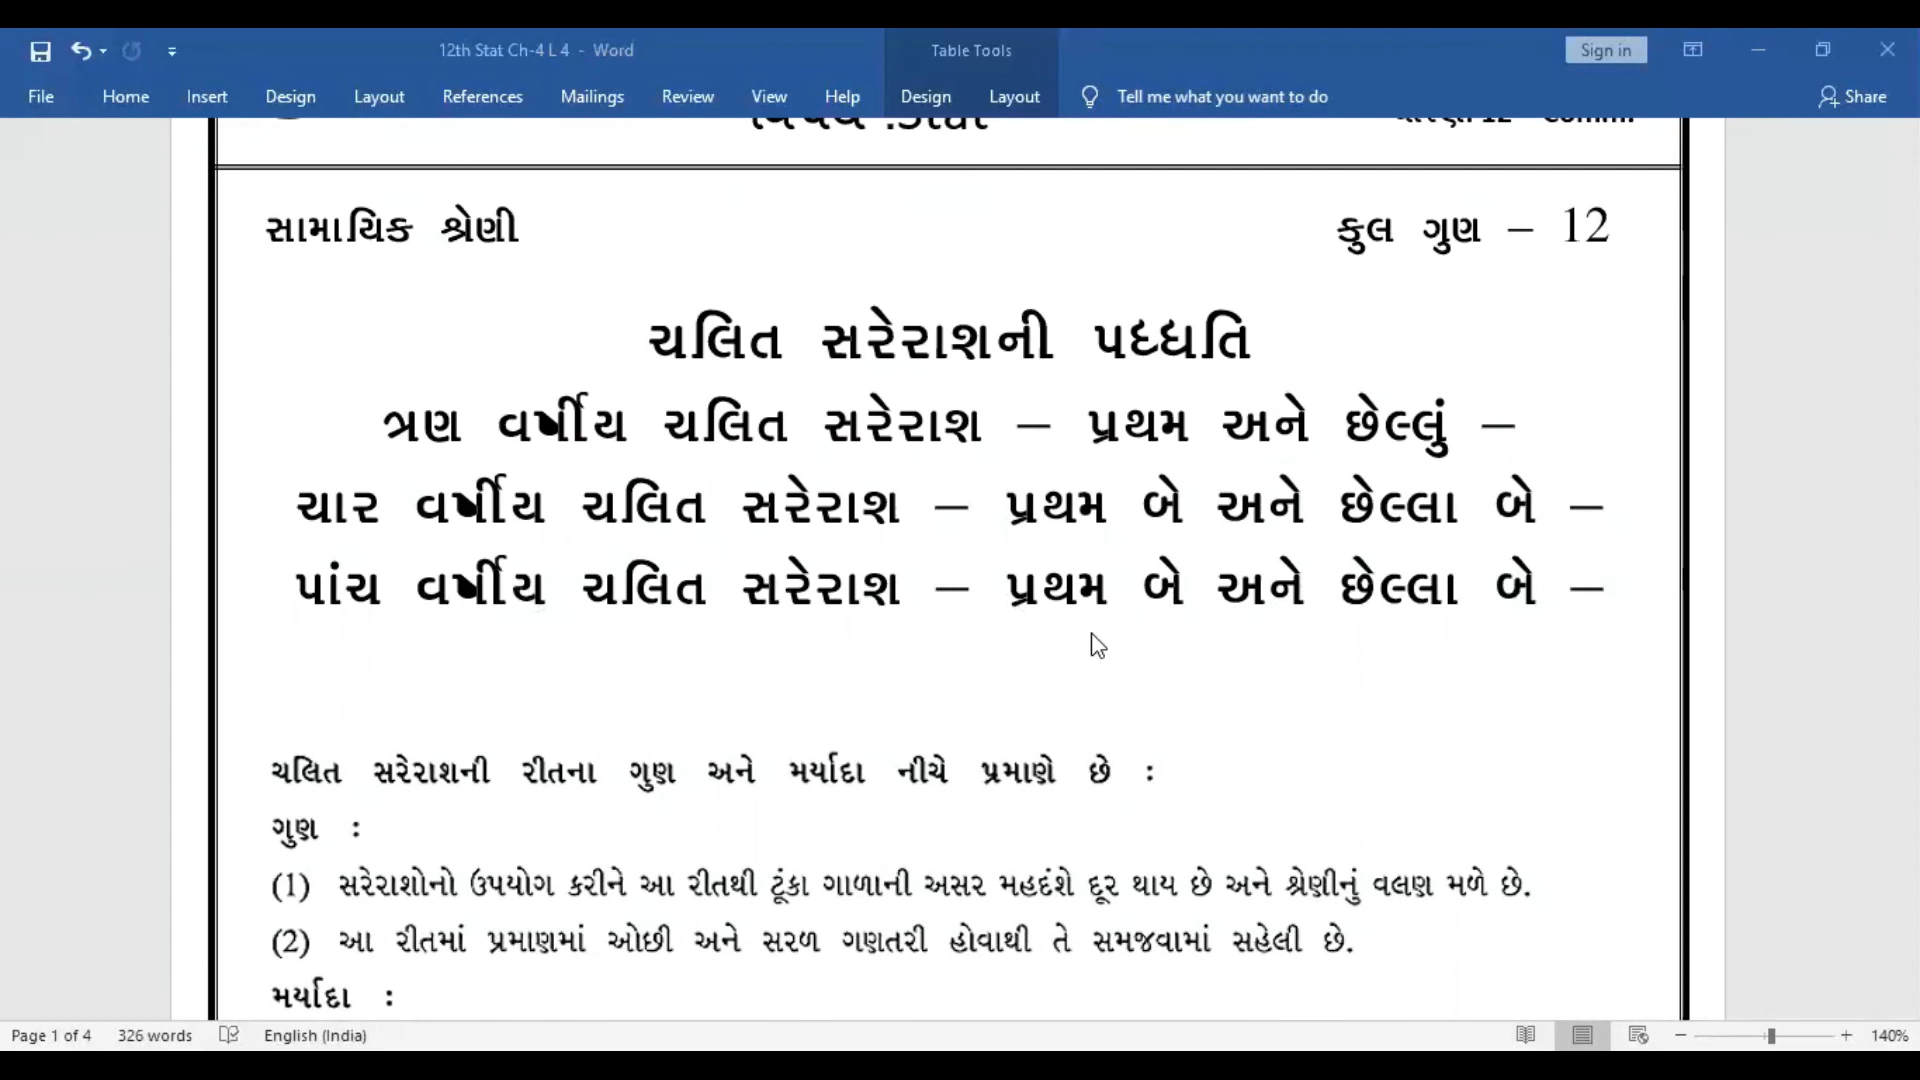 12th Stat Ch-4 L 4 - Word
Table Tools
Sign in
File Home Insert Design Layout References Mailings Review View Help Design Layout Tell me what you want to do Share
સામાયિક શ્રેણી કુલ ગુણ – 12
ચલિત સરેરાશની પધ્ધતિ
ત્રણ વર્ષીય ચલિત સરેરાશ – પ્રથમ અને છેલ્લું –
ચાર વર્ષીય ચલિત સરેરાશ – પ્રથમ બે અને છેલ્લા બે –
પાંચ વર્ષીય ચલિત સરેરાશ – પ્રથમ બે અને છેલ્લા બે –
ચલિત સરેરાશની રીતના ગુણ અને મર્યાદા નીચે પ્રમાણે છે :
ગુણ :
(1) સરેરાશોનો ઉપયોગ કરીને આ રીતથી ટૂંકા ગાળાની અસર મહદંશે દૂર થાય છે અને શ્રેણીનું વલણ મળે છે.
(2) આ રીતમાં પ્રમાણમાં ઓછી અને સરળ ગણતરી હોવાથી તે સમજવામાં સહેલી છે.
મર્યાદા :
Page 1 of 4 326 words English (India) 140%